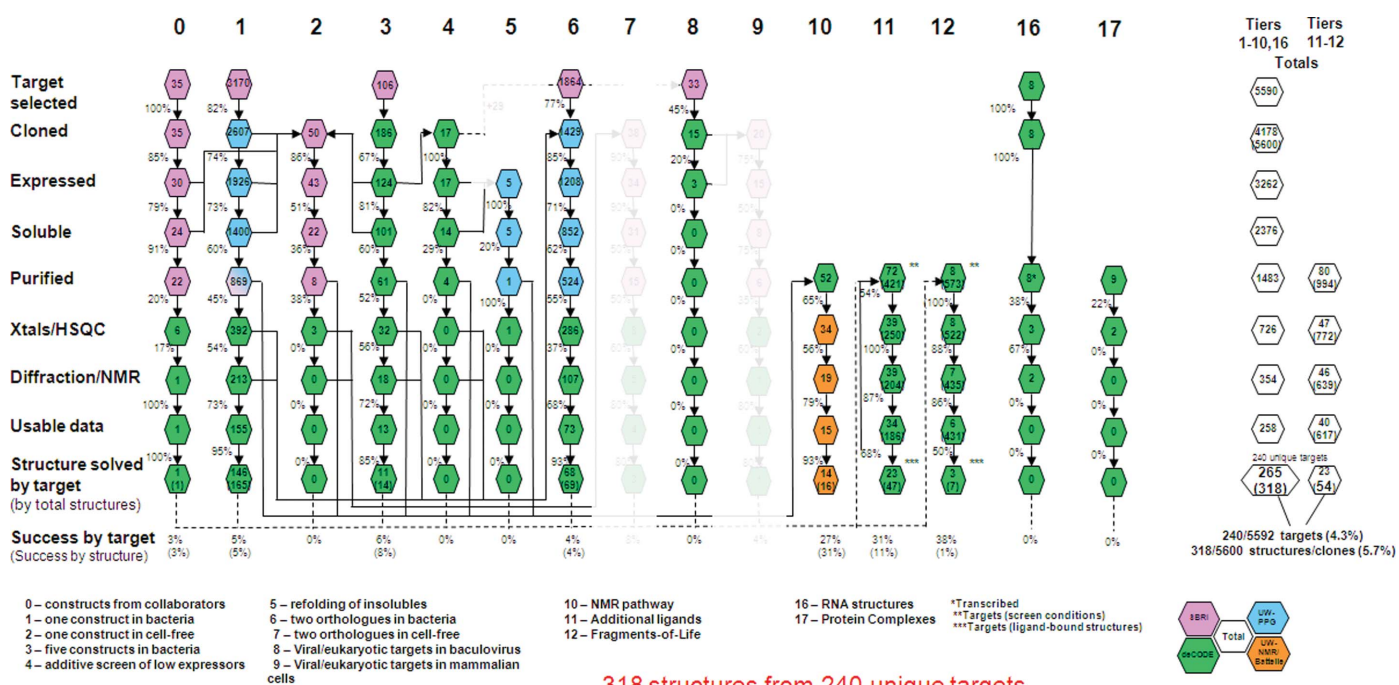 0 1 2 3 4 5 6 7 8 9 10 11 12 16 17
Tiers 1-10,16 Tiers 11-12
Totals
Target selected 35 3170 106 1864 33 8 5590
100% 82% +29 77% 45% 100%
Cloned 35 2607 50 186 17 1429 38 15 20 8 4178 (5600)
85% 74% 86% 67% 100% 85% 20% 100%
Expressed 30 1926 43 124 17 5 1208 34 3 15 3262
79% 73% 51% 81% 82% 100% 71% 0%
Soluble 24 1400 22 101 14 5 852 31 0 9 2376
91% 60% 36% 60% 29% 20% 62% 0%
Purified 22 869 8 61 4 1 524 15 0 6 52 72 (421) ** 8 (573) ** 8* 9 1483 80 (994)
20% 45% 38% 52% 0% 100% 55% 0% 65% 54% 100% 38% 22%
Xtals/HSQC 6 392 3 32 0 1 286 0 34 39 (250) 8 (522) 3 2 726 47 (772)
17% 54% 0% 56% 0% 0% 37% 0% 56% 100% 88% 67% 0%
Diffraction/NMR 1 213 0 18 0 0 107 0 19 39 (204) 7 (435) 2 0 354 46 (639)
100% 73% 0% 72% 0% 0% 68% 0% 79% 87% 86% 0% 0%
Usable data 1 155 0 13 0 0 73 0 15 34 (186) 6 (431) 0 0 258 40 (617)
100% 95% 0% 85% 0% 0% 93% 0% 93% 68% 50% 0% 0%
240 unique targets
Structure solved by target 1 (1) 146 (165) 0 11 (14) 0 0 68 (69) 0 14 (16) 23 (47) *** 3 (7) *** 0 0 265 (318) 23 (54)
(by total structures)
Success by target 3% 5% 0% 6% 0% 0% 4% 8% 0% 4% 27% 31% 38% 0% 0%
(Success by structure) (3%) (5%) (8%) (4%) (31%) (11%) (1%)
240/5592 targets (4.3%)
318/5600 structures/clones (5.7%)
0 – constructs from collaborators
1 – one construct in bacteria
2 – one construct in cell-free
3 – five constructs in bacteria
4 – additive screen of low expressors
5 – refolding of insolubles
6 – two orthologues in bacteria
7 – two orthologues in cell-free
8 – Viral/eukaryotic targets in baculovirus
9 – Viral/eukaryotic targets in mammalian
cells
10 – NMR pathway
11 – Additional ligands
12 – Fragments-of-Life
16 – RNA structures
17 – Protein Complexes
*Transcribed
**Targets (screen conditions)
***Targets (ligand-bound structures)
SBRI
UW-PPG
Total
deCODE
UW-NMR/Battelle
318 structures from 240 unique targets